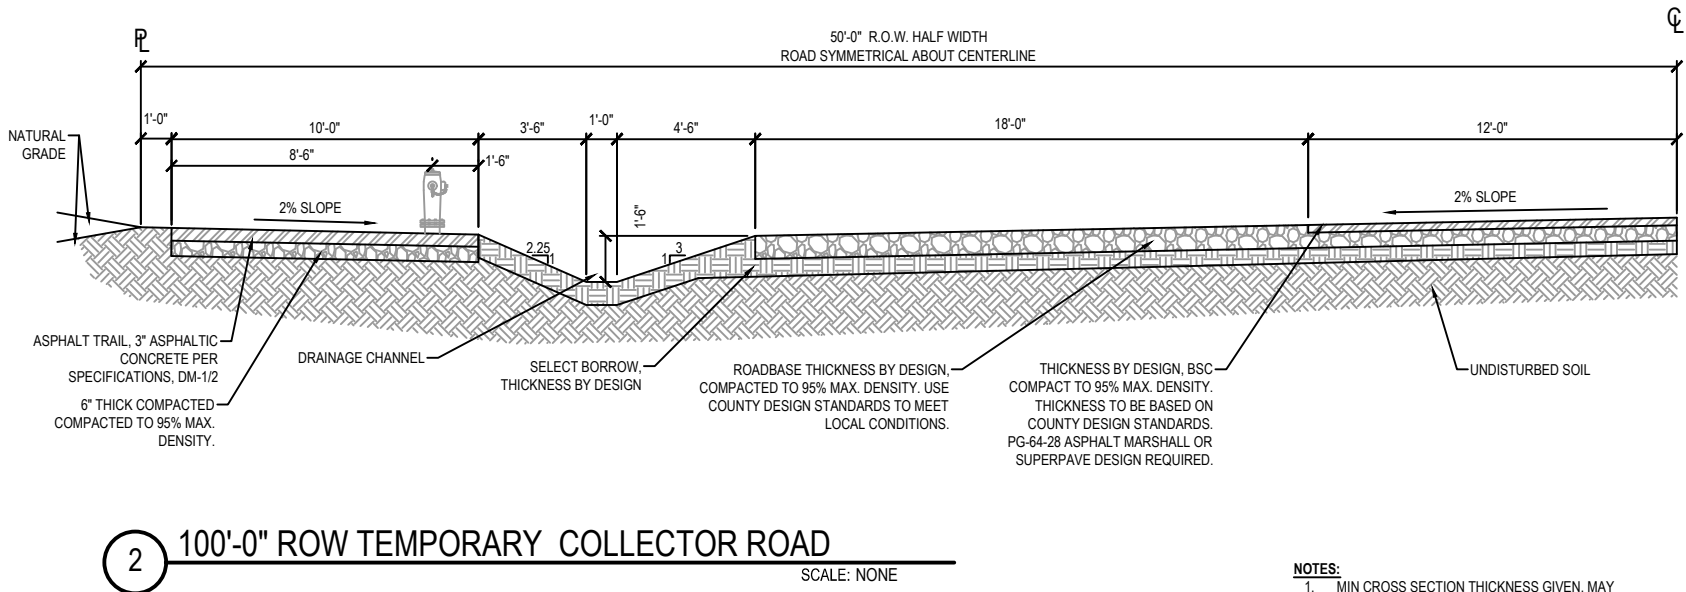 PL
CL
50'-0" R.O.W. HALF WIDTH
ROAD SYMMETRICAL ABOUT CENTERLINE
1'-0"
10'-0"
3'-6"
1'-0"
4'-6"
18'-0"
12'-0"
NATURAL
GRADE
8'-6"
1'-6"
2% SLOPE
1'-6"
2% SLOPE
2.25
1
3
1
ASPHALT TRAIL, 3" ASPHALTIC
CONCRETE PER
SPECIFICATIONS, DM-1/2
6" THICK COMPACTED
COMPACTED TO 95% MAX.
DENSITY.
DRAINAGE CHANNEL
SELECT BORROW,
THICKNESS BY DESIGN
ROADBASE THICKNESS BY DESIGN,
COMPACTED TO 95% MAX. DENSITY. USE
COUNTY DESIGN STANDARDS TO MEET
LOCAL CONDITIONS.
THICKNESS BY DESIGN, BSC
COMPACT TO 95% MAX. DENSITY.
THICKNESS TO BE BASED ON
COUNTY DESIGN STANDARDS.
PG-64-28 ASPHALT MARSHALL OR
SUPERPAVE DESIGN REQUIRED.
UNDISTURBED SOIL
2
100'-0" ROW TEMPORARY COLLECTOR ROAD
SCALE: NONE
NOTES:
1. MIN CROSS SECTION THICKNESS GIVEN, MAY